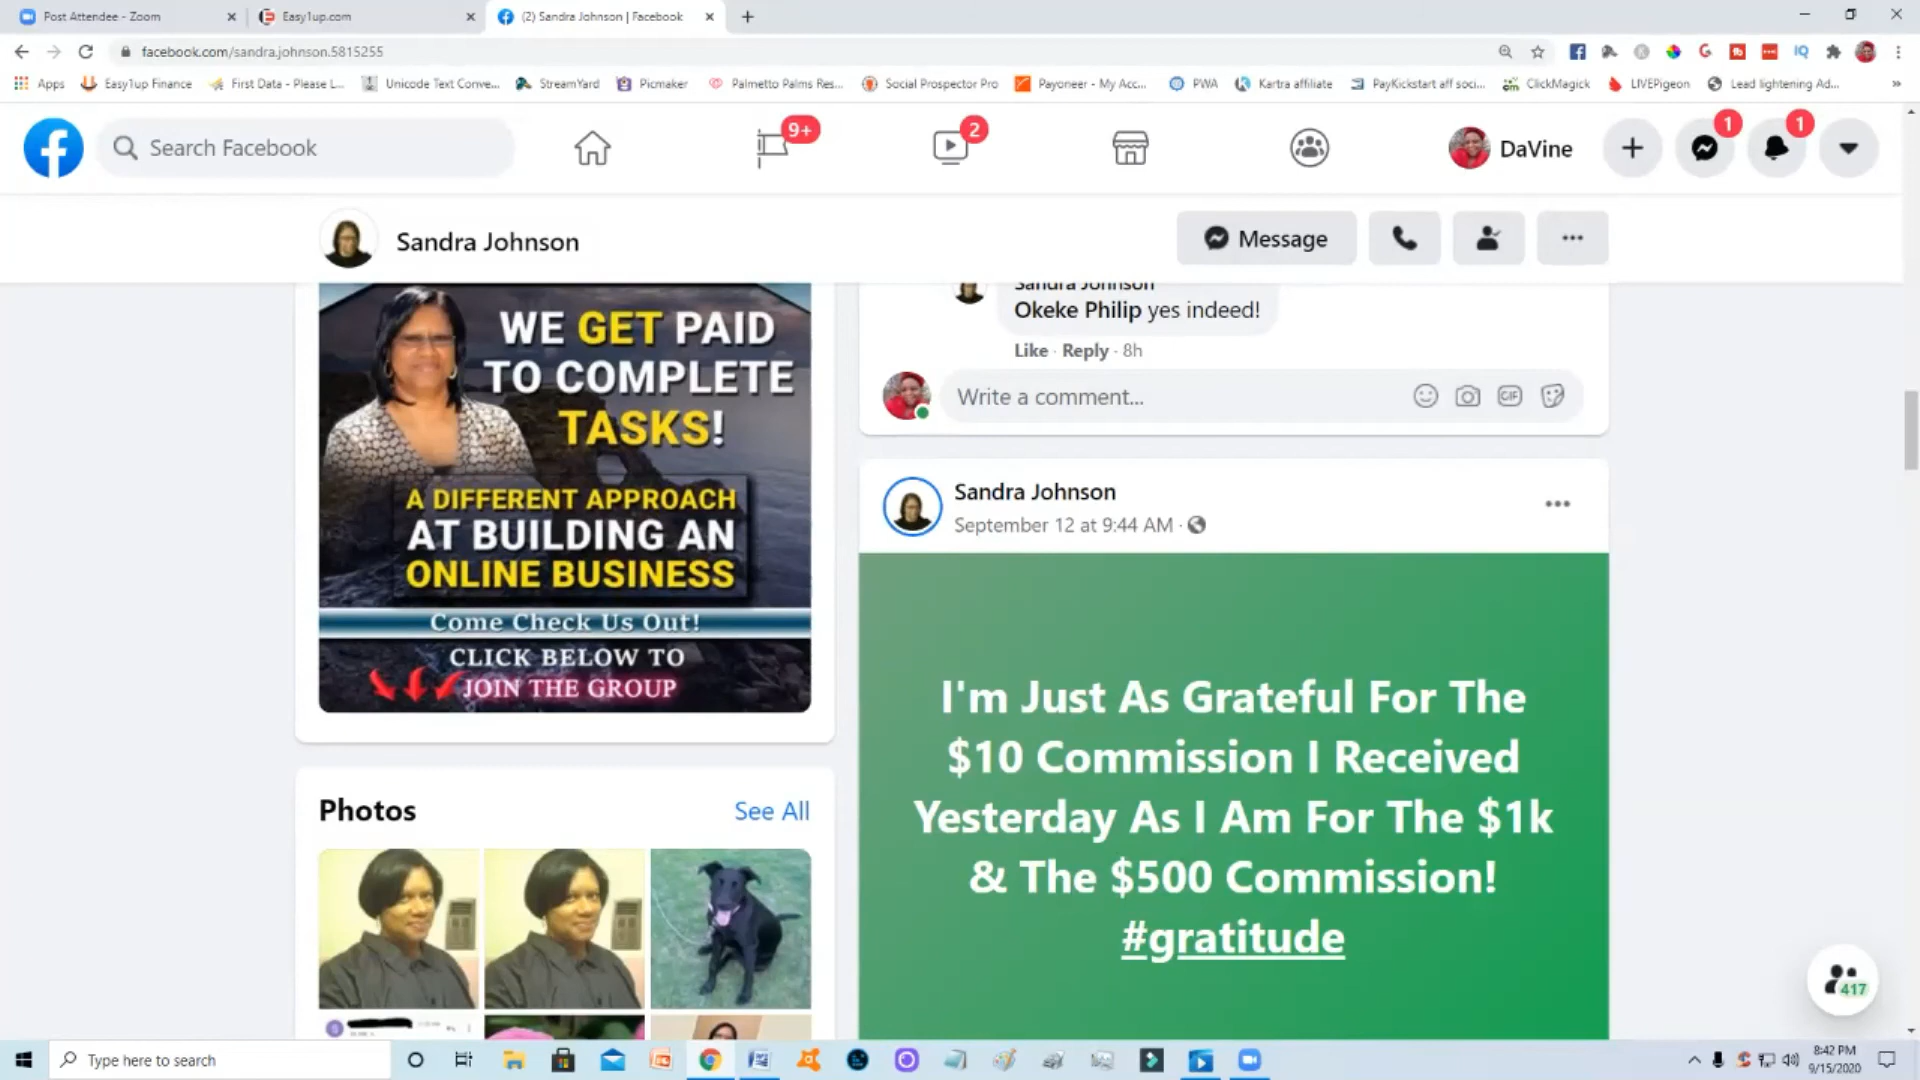 Post Attendee - Zoom
Easy1up.com
(2) Sandra Johnson | Facebook
facebook.com/sandra.johnson.5815255
Apps
Easy1up Finance
First Data - Please L...
Unicode Text Conve...
StreamYard
Picmaker
Palmetto Palms Res...
Social Prospector Pro
Payoneer - My Acc...
PWA
Kartra affiliate
PayKickstart aff soci...
ClickMagick
LIVEPigeon
Lead lightening Ad...
Search Facebook
9+
2
DaVine
1
1
Sandra Johnson
Message
WE GET PAID
TO COMPLETE
TASKS!
A DIFFERENT APPROACH
AT BUILDING AN
ONLINE BUSINESS
Come Check Us Out!
CLICK BELOW TO
JOIN THE GROUP
Photos
See All
Sandra Johnson
Okeke Philip yes indeed!
Like · Reply · 8h
Write a comment...
GIF
Sandra Johnson
September 12 at 9:44 AM ·
I'm Just As Grateful For The
$10 Commission I Received
Yesterday As I Am For The $1k
& The $500 Commission!
#gratitude
417
Type here to search
8:42 PM
9/15/2020